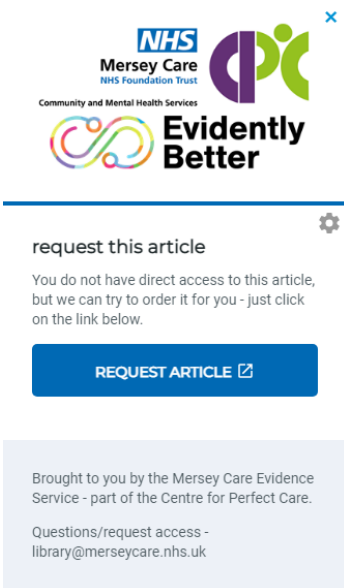 NHS
Mersey Care
NHS Foundation Trust
Community and Mental Health Services
cpc
Evidently
Better
request this article
You do not have direct access to this article,
but we can try to order it for you - just click
on the link below.
REQUEST ARTICLE
Brought to you by the Mersey Care Evidence
Service - part of the Centre for Perfect Care.
Questions/request access -
library@merseycare.nhs.uk